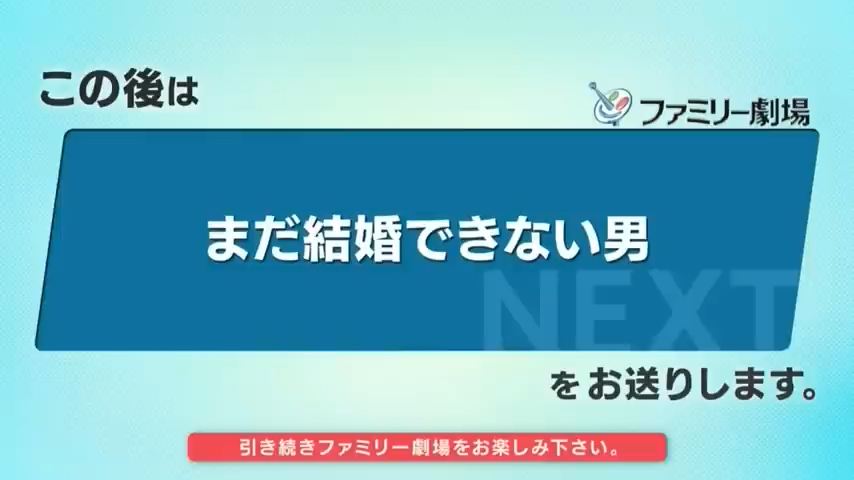 この後は
ファミリー劇場
まだ結婚できない男
NEXT
をお送りします。
引き続きファミリー劇場をお楽しみ下さい。